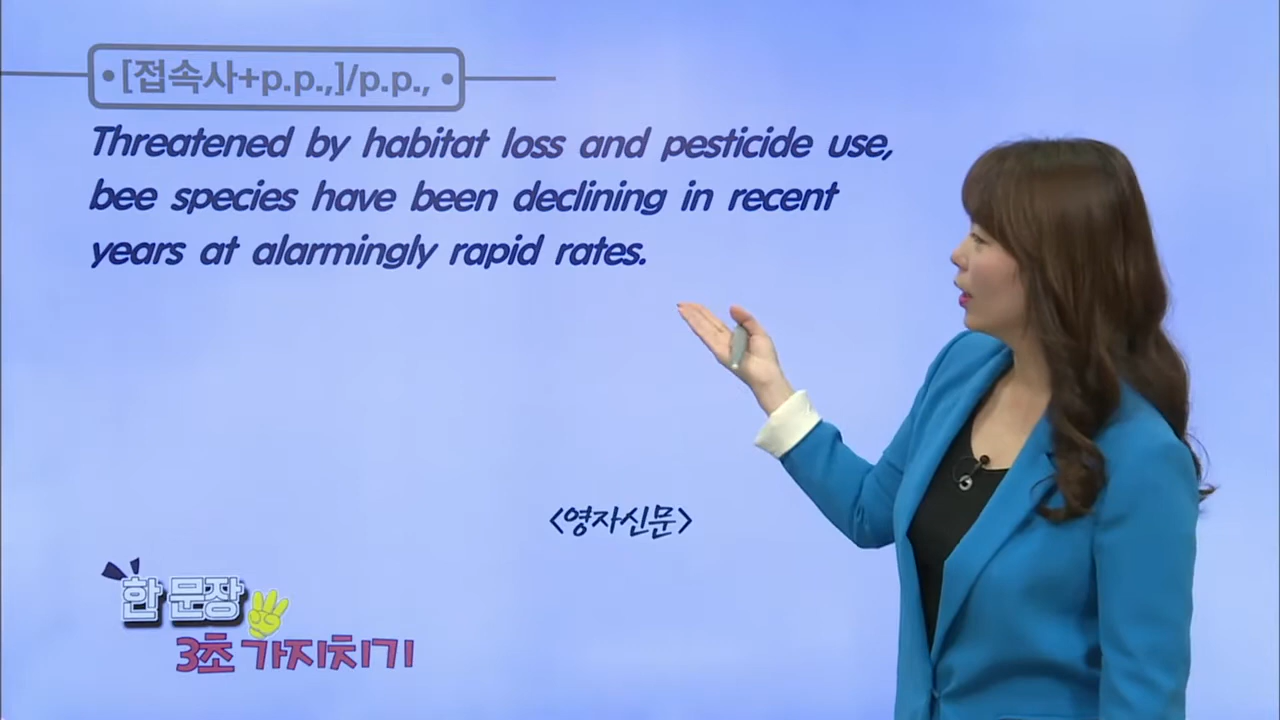 •[접속사+p.p.,]/p.p.,•
Threatened by habitat loss and pesticide use,
bee species have been declining in recent
years at alarmingly rapid rates.
<영자신문>
한 문장
3초 가지치기